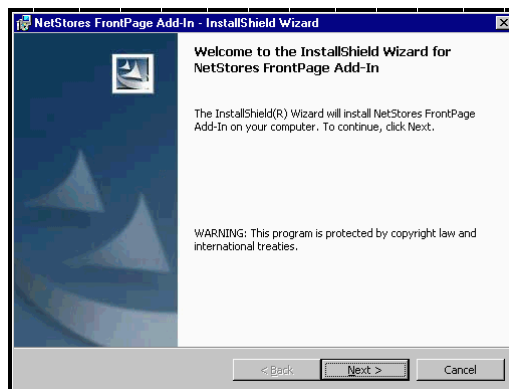 NetStores FrontPage Add-In - InstallShield Wizard
Welcome to the InstallShield Wizard for
NetStores FrontPage Add-In
The InstallShield(R) Wizard will install NetStores FrontPage
Add-In on your computer. To continue, click Next.
WARNING: This program is protected by copyright law and
international treaties.
< Back
Next >
Cancel